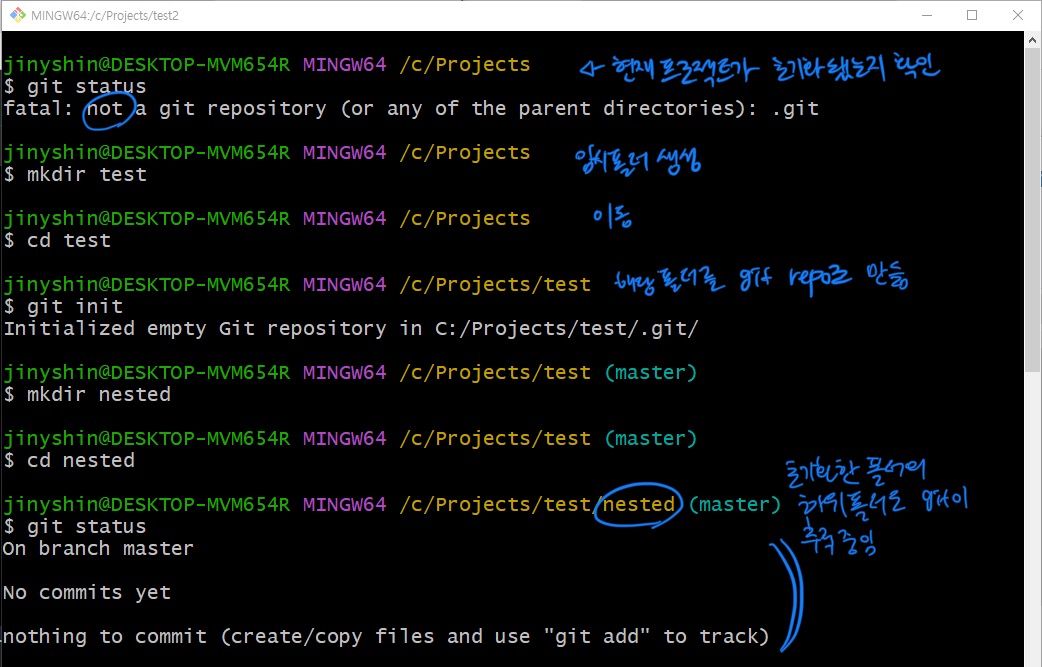 MINGW64:/c/Projects/test2
jinyshin@DESKTOP-MVM654R MINGW64 /c/Projects ← 현재 프로젝트가 초기화 됐는지 확인
$ git status
fatal: not a git repository (or any of the parent directories): .git
jinyshin@DESKTOP-MVM654R MINGW64 /c/Projects 임시폴더 생성
$ mkdir test
jinyshin@DESKTOP-MVM654R MINGW64 /c/Projects 이동
$ cd test
jinyshin@DESKTOP-MVM654R MINGW64 /c/Projects/test 해당 폴더를 git repo로 만듦
$ git init
Initialized empty Git repository in C:/Projects/test/.git/
jinyshin@DESKTOP-MVM654R MINGW64 /c/Projects/test (master)
$ mkdir nested
jinyshin@DESKTOP-MVM654R MINGW64 /c/Projects/test (master)
$ cd nested
초기화한 폴더의
jinyshin@DESKTOP-MVM654R MINGW64 /c/Projects/test/nested (master) 하위폴더도 git이
$ git status
추적 중임
On branch master
No commits yet
nothing to commit (create/copy files and use "git add" to track)